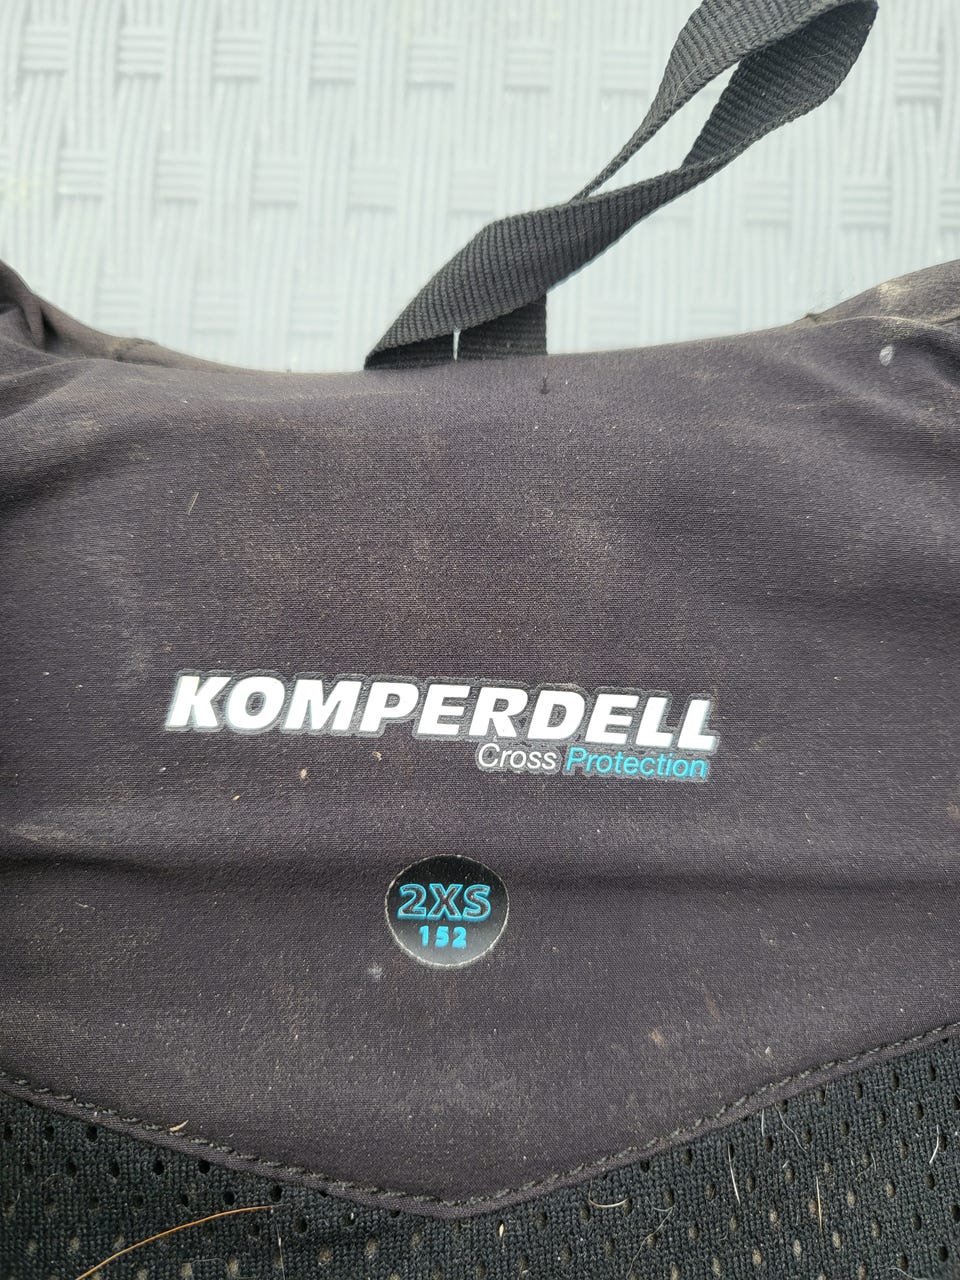 KOMPERDELL
Cross Protection
2XS
152